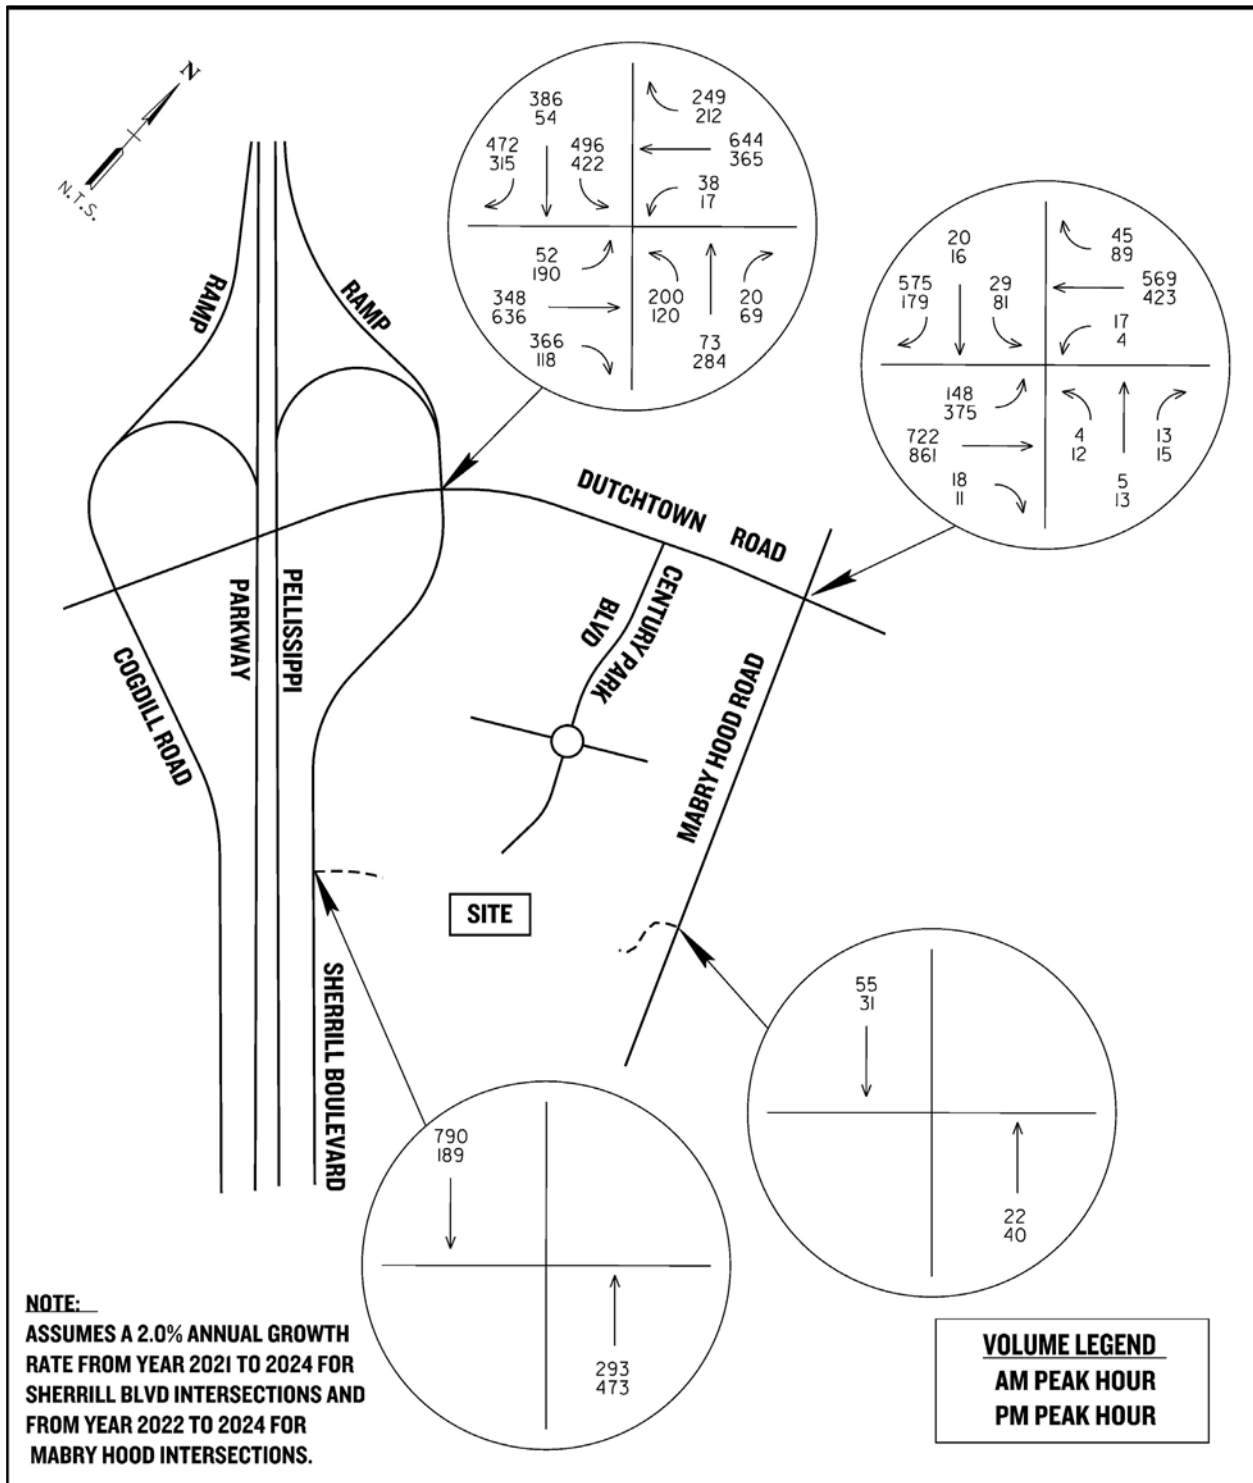 N
N.T.S.
386
54
249
212
472
315
496
422
644
365
38
17
52
190
348
636
200
120
20
69
366
118
73
284
20
16
45
89
575
179
29
81
569
423
17
4
148
375
722
861
4
12
13
15
18
11
5
13
RAMP
RAMP
DUTCHTOWN ROAD
PARKWAY
PELLISSIPPI
CENTURY PARK
BLVD
COGDILL ROAD
MABRY HOOD ROAD
SITE
SHERRILL BOULEVARD
55
31
22
40
790
189
293
473
NOTE:
ASSUMES A 2.0% ANNUAL GROWTH
RATE FROM YEAR 2021 TO 2024 FOR
SHERRILL BLVD INTERSECTIONS AND
FROM YEAR 2022 TO 2024 FOR
MABRY HOOD INTERSECTIONS.
VOLUME LEGEND
AM PEAK HOUR
PM PEAK HOUR